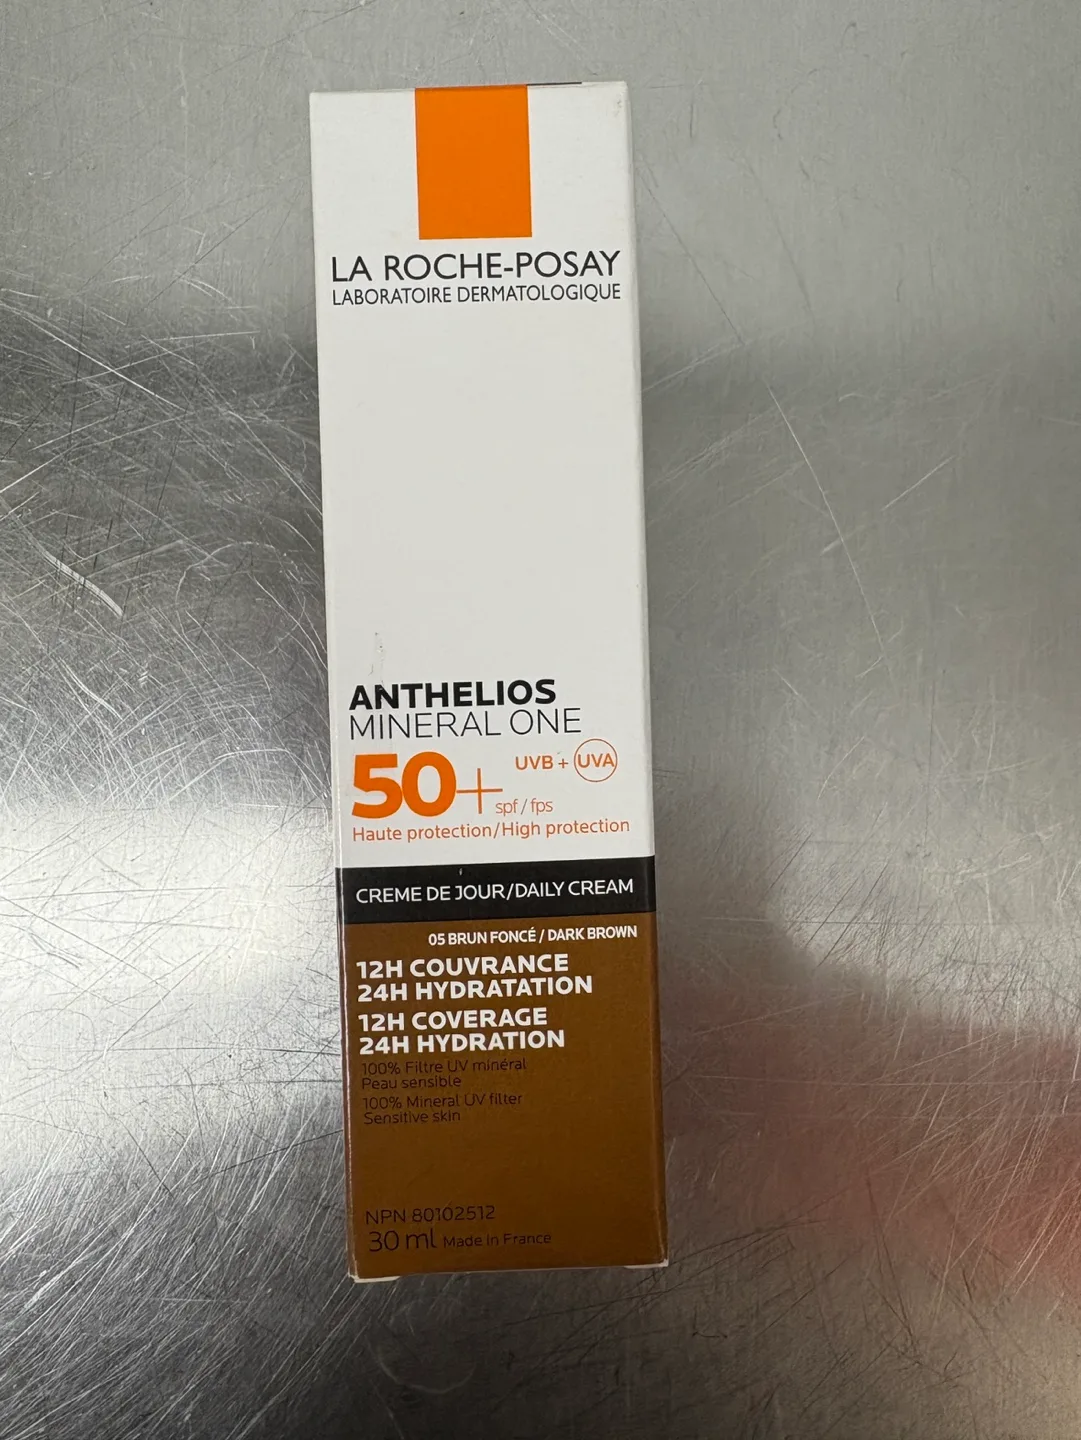 LA ROCHE-POSAY
LABORATOIRE DERMATOLOGIQUE
ANTHELIOS
MINERAL ONE
50+ spf/fps UVB + UVA
Haute protection/High protection
CREME DE JOUR/DAILY CREAM
05 BRUN FONCÉ / DARK BROWN
12H COUVRANCE
24H HYDRATATION
12H COVERAGE
24H HYDRATION
100% Filtre UV minéral
Peau sensible
100% Mineral UV filter
Sensitive skin
NPN 80102512
30 ml Made in France